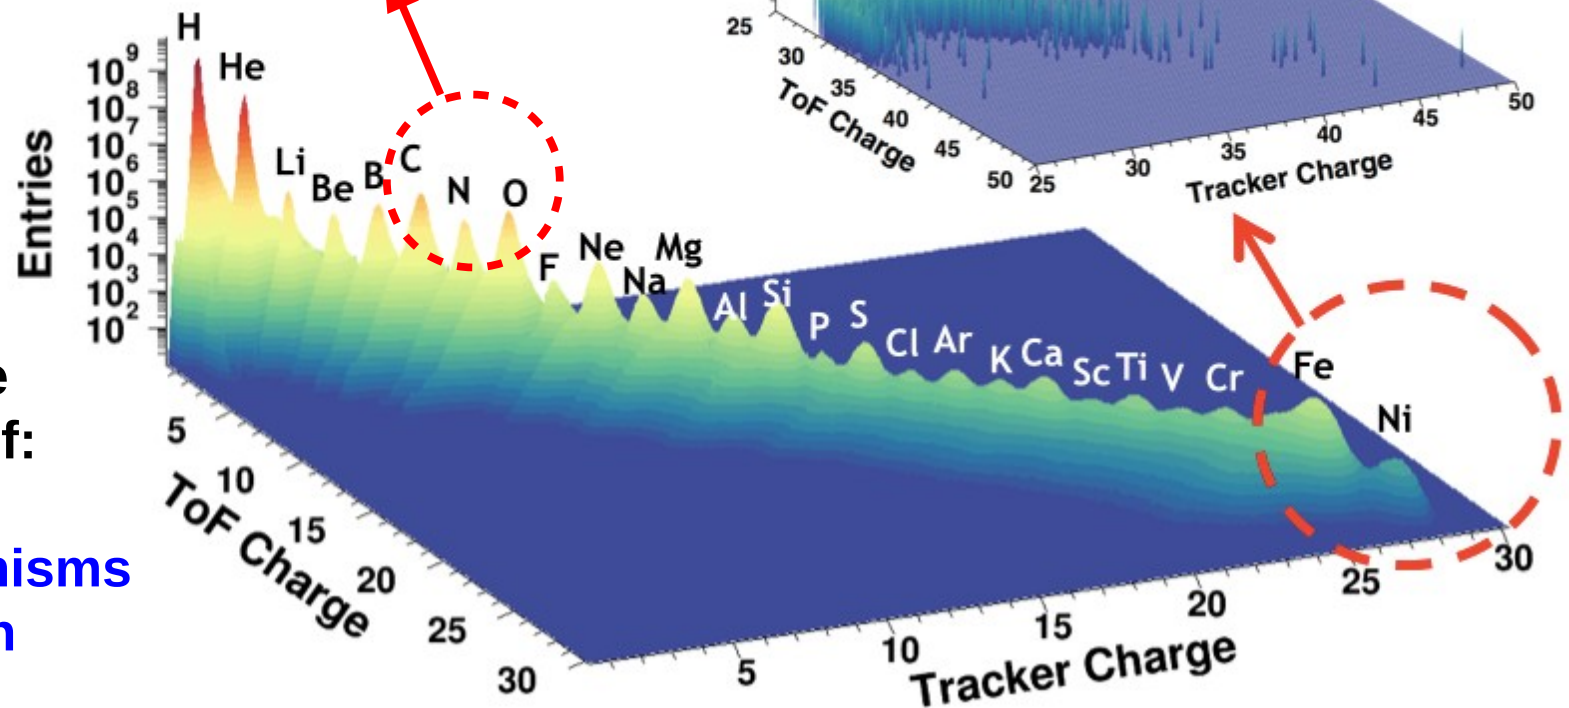 H
He
Li
Be
B
C
N
O
F
Ne
Na
Mg
Al
Si
P
S
Cl
Ar
K
Ca
Sc
Ti
V
Cr
Fe
Ni
Entries
10⁹
10⁸
10⁷
10⁶
10⁵
10⁴
10³
10²
5
10
15
20
25
30
ToF Charge
5
10
15
20
25
30
Tracker Charge
25
30
35
40
45
50
ToF Charge
25
30
35
40
45
50
Tracker Charge
e
f:
nisms
n